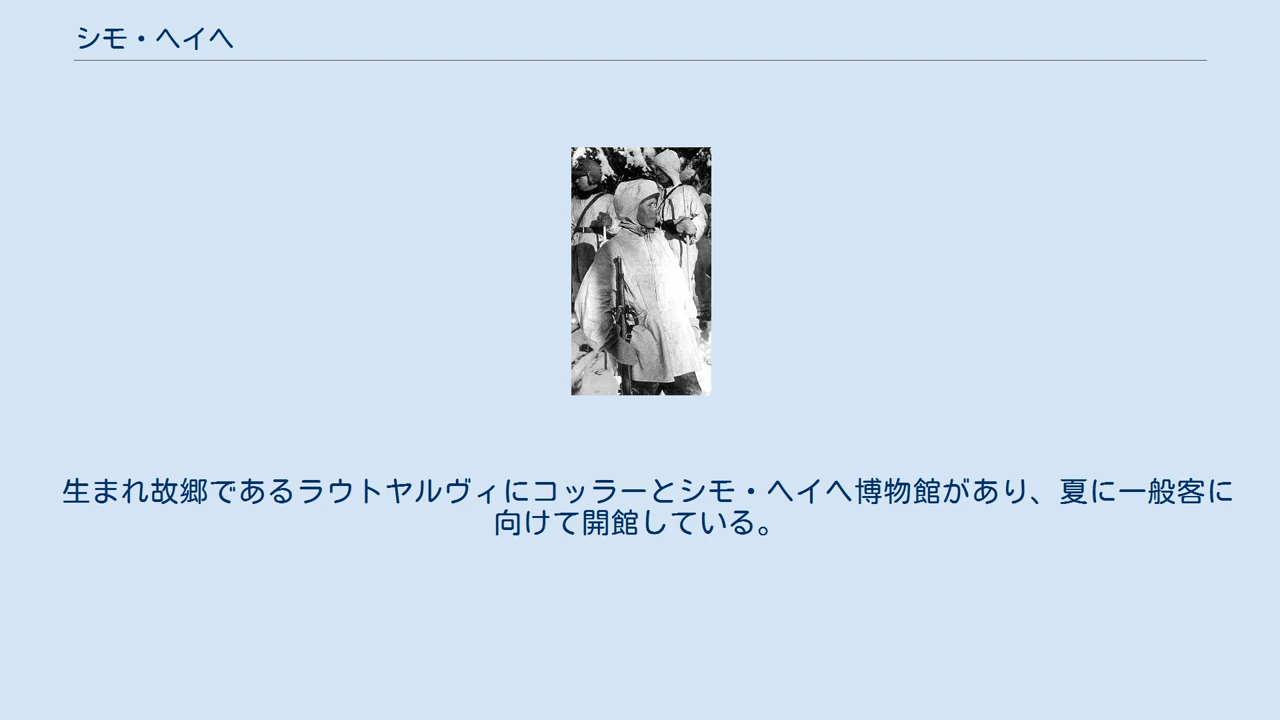 シモ・ヘイヘ
生まれ故郷であるラウトヤルヴィにコッラーとシモ・ヘイヘ博物館があり、夏に一般客に
向けて開館している。